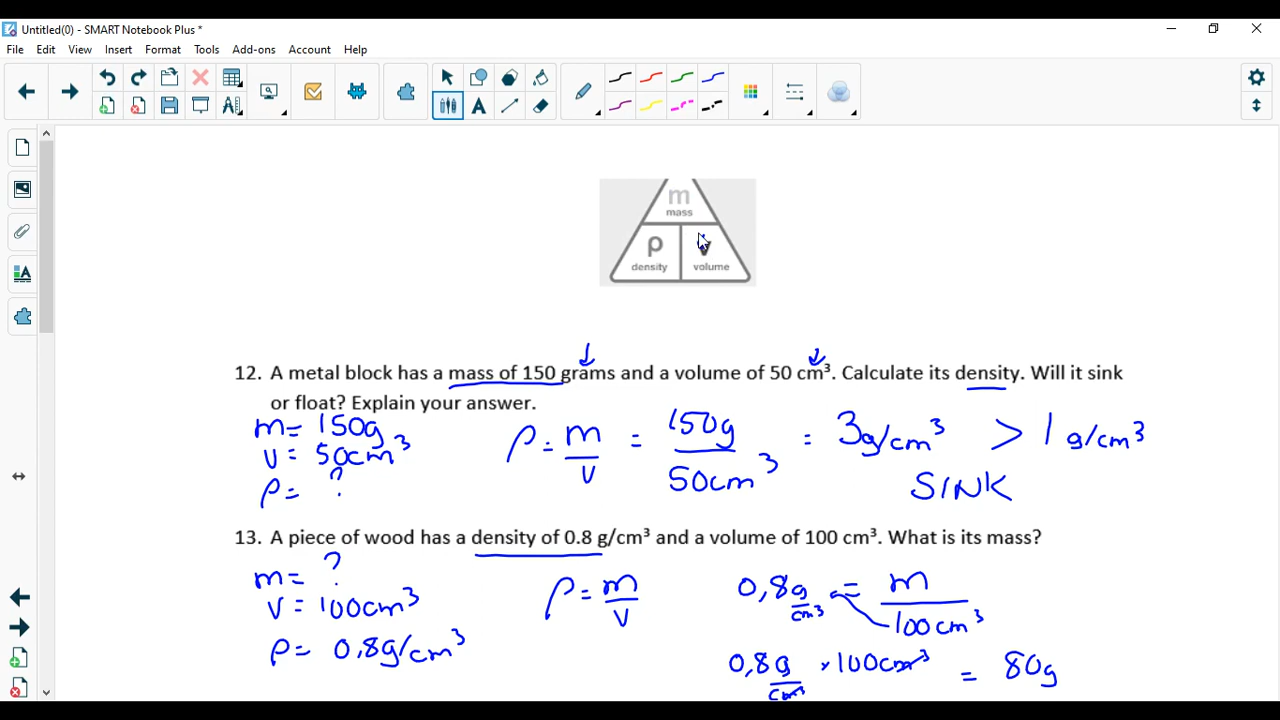 Untitled(0) - SMART Notebook Plus *
File Edit View Insert Format Tools Add-ons Account Help
m
mass
ρ
density
v
volume
12. A metal block has a mass of 150 grams and a volume of 50 cm³. Calculate its density. Will it sink
or float? Explain your answer.
m= 150g
v = 50cm³
ρ = ?
ρ = m/v = 150g/50cm³ = 3g/cm³ > 1 g/cm³
SINK
13. A piece of wood has a density of 0.8 g/cm³ and a volume of 100 cm³. What is its mass?
m= ?
v = 100cm³
ρ= 0,8g/cm³
ρ = m/v
0,8g/cm³ = m/100cm³
0,8g/cm³ × 100cm³ = 80g